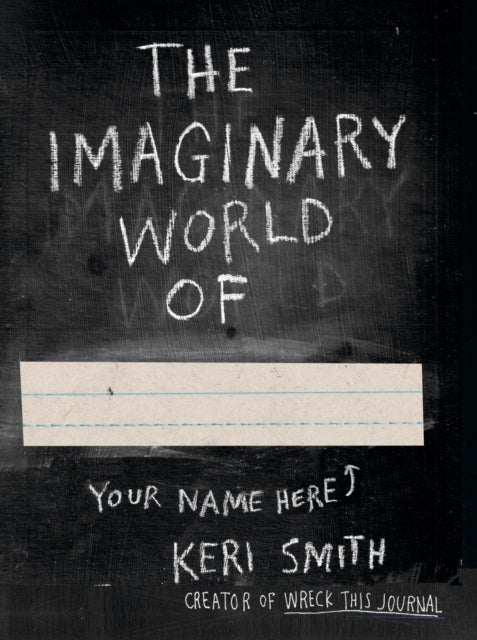 THE
IMAGINARY
WORLD
OF
YOUR NAME HERE
KERI SMITH
CREATOR OF WRECK THIS JOURNAL